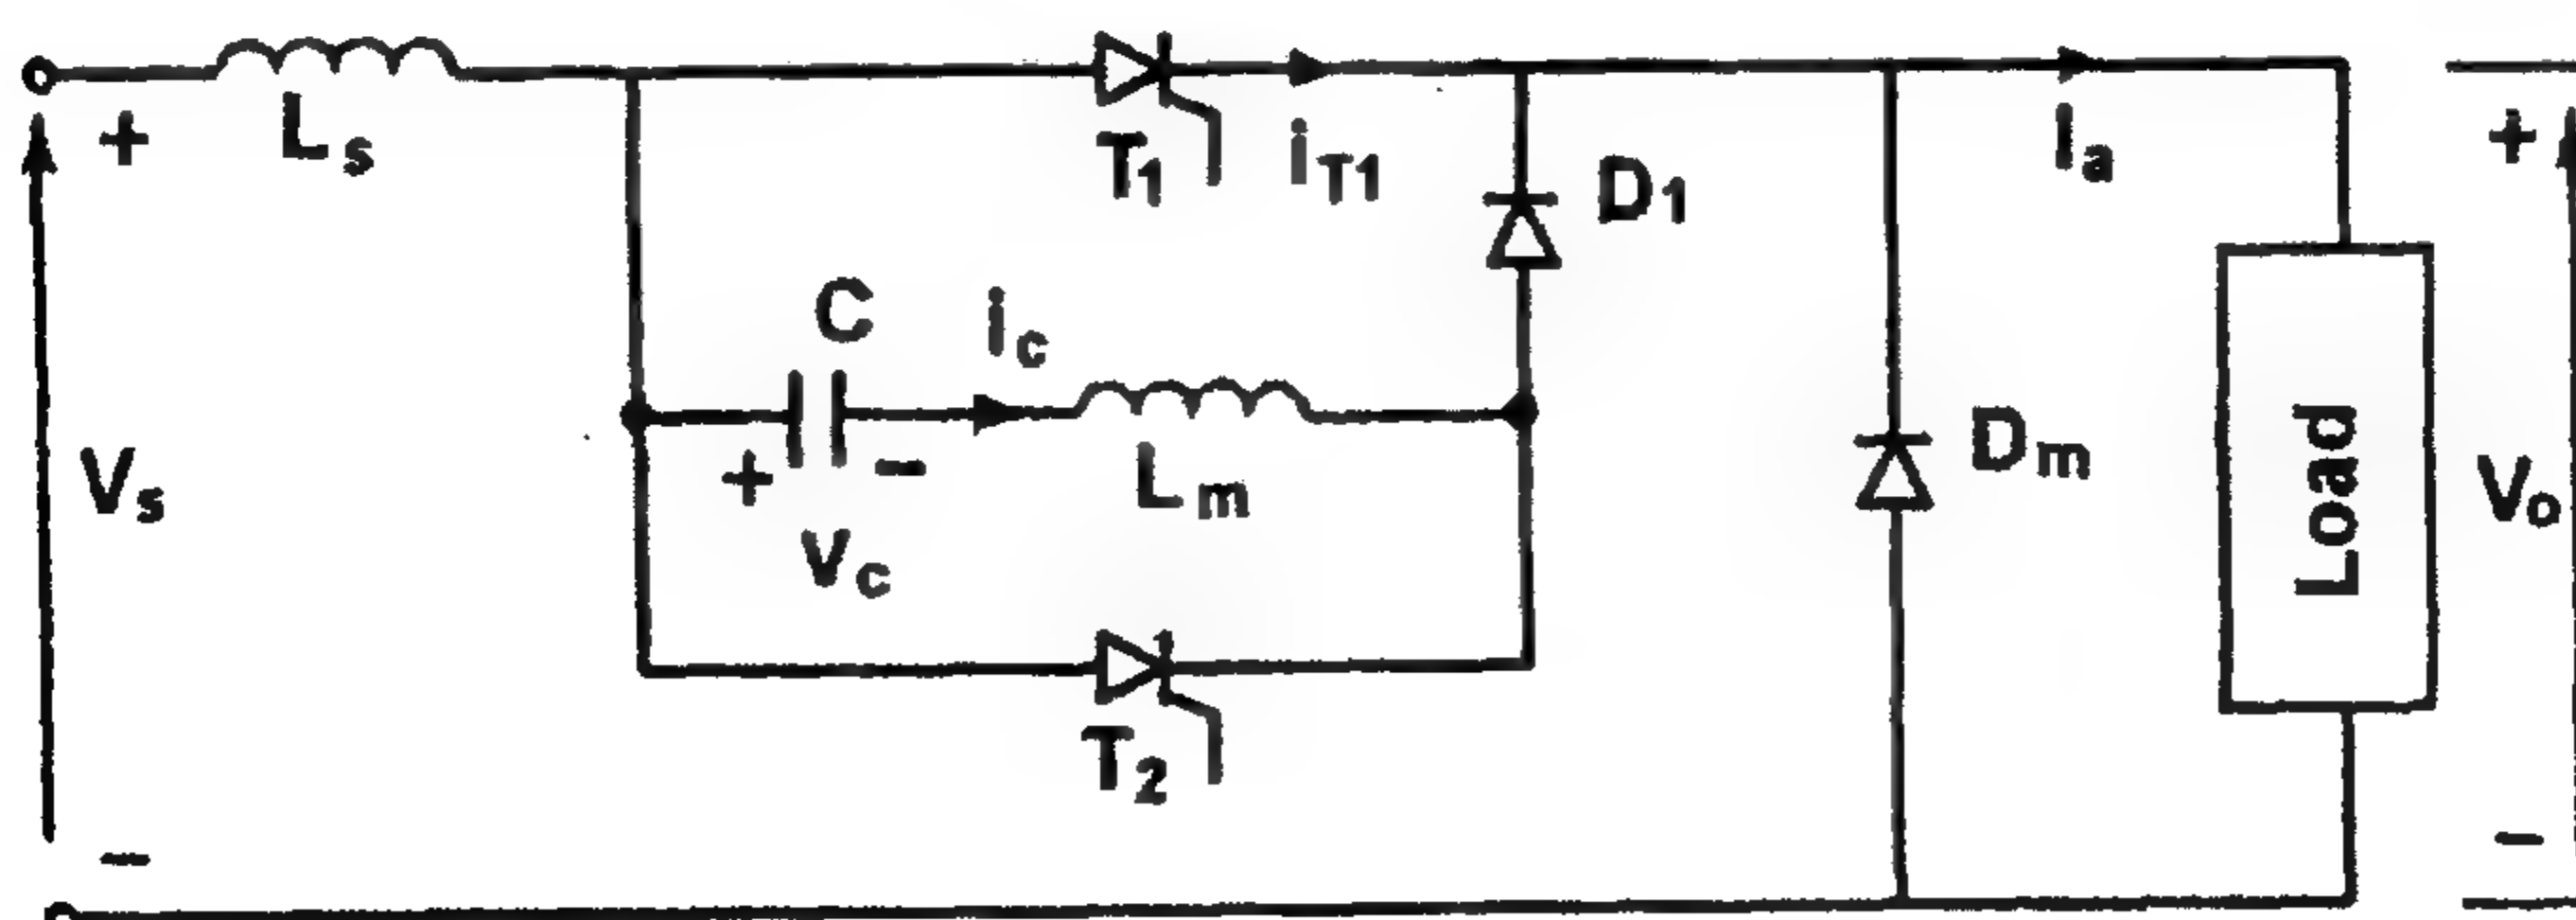 + Ls T1 iT1 D1 Ia +
C ic
Vs + Vc - Lm Dm Load Vo
T2
- -